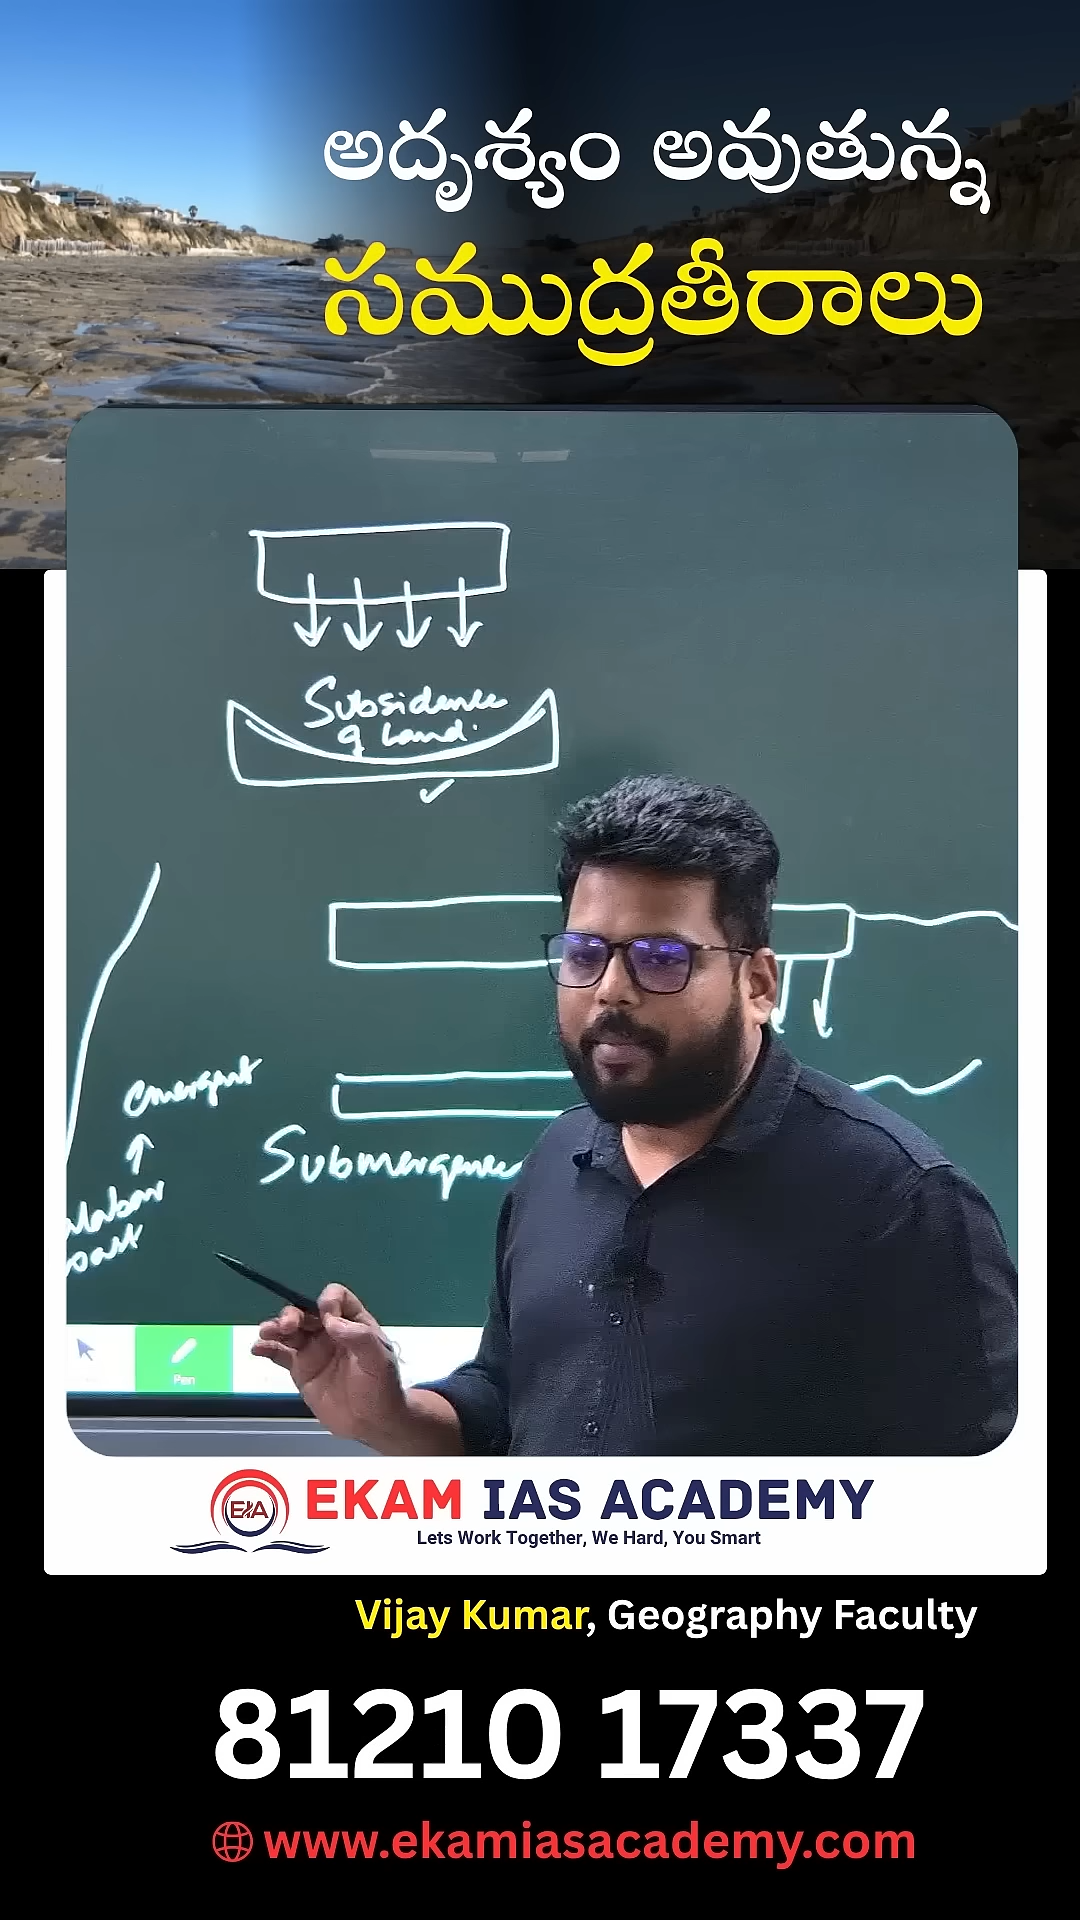 అదృశ్యం అవుతున్న
సముద్రతీరాలు
Subsidence
of Land.
emergent
Submergence
Pen
EIA
EKAM IAS ACADEMY
Lets Work Together, We Hard, You Smart
Vijay Kumar, Geography Faculty
81210 17337
www.ekamiasacademy.com